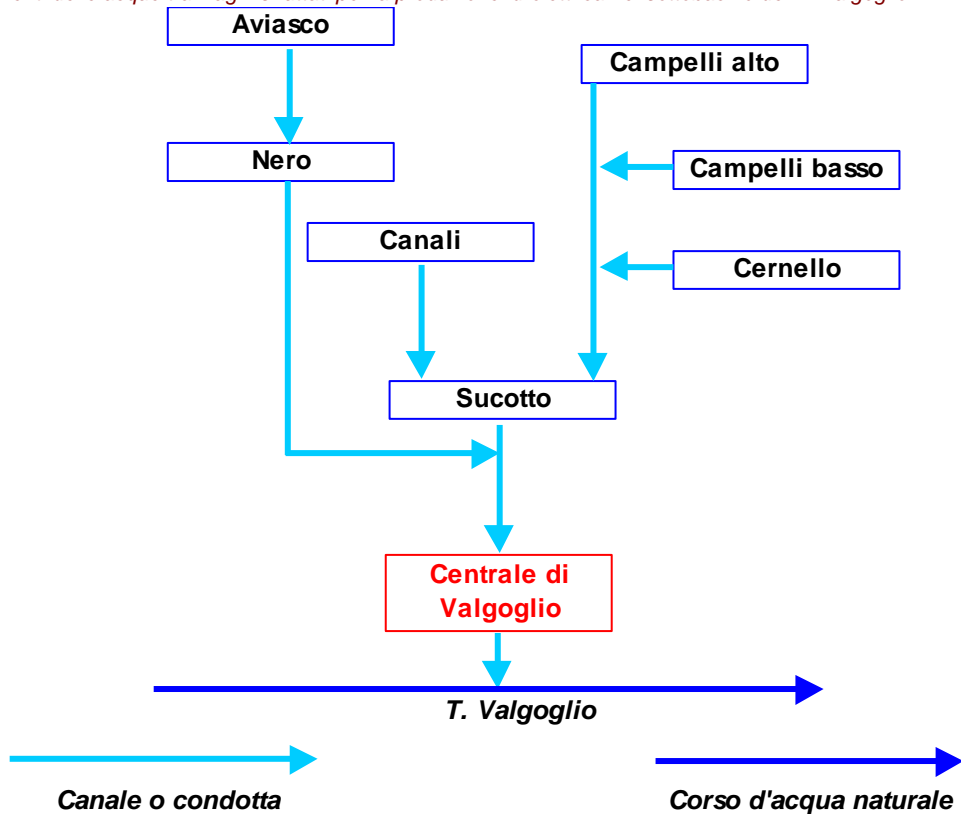 Aviasco
Campelli alto
Nero
Campelli basso
Canali
Cernello
Sucotto
Centrale di
Valgoglio
T. Valgoglio
Canale o condotta
Corso d'acqua naturale